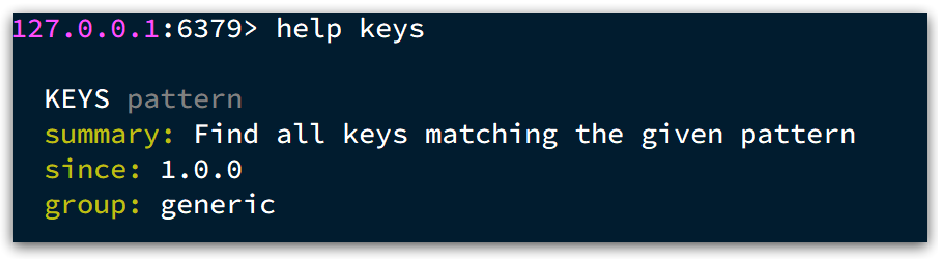 127.0.0.1:6379> help keys
KEYS pattern
summary: Find all keys matching the given pattern
since: 1.0.0
group: generic